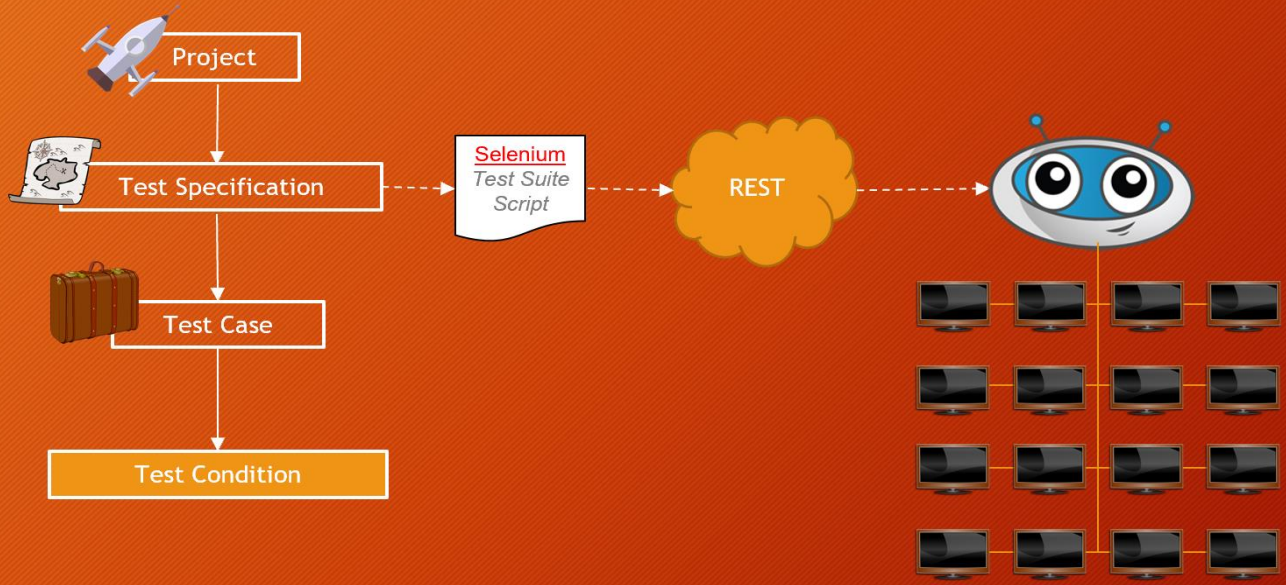 Project
Test Specification
Selenium
Test Suite
Script
REST
Test Case
Test Condition